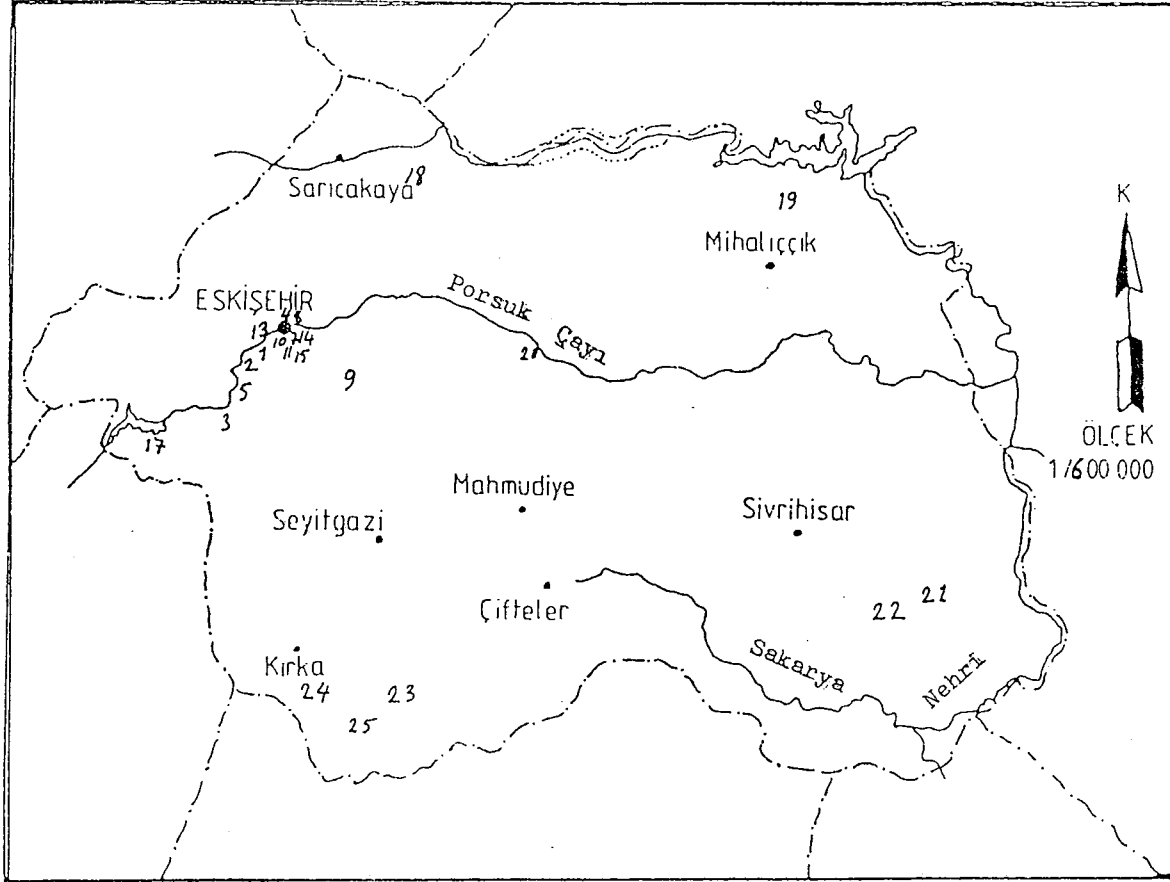 K
18
Sarıcakaya
19
Mihalıççık
ESKİŞEHİR
Porsuk Çayı
4 8
13
10 7 14
1
11 15
2
20
9
5
3
17
ÖLÇEK
1/600 000
Mahmudiye
Seyitgazi
Sivrihisar
Çifteler
21
22
Kırka
Sakarya Nehri
24
23
25